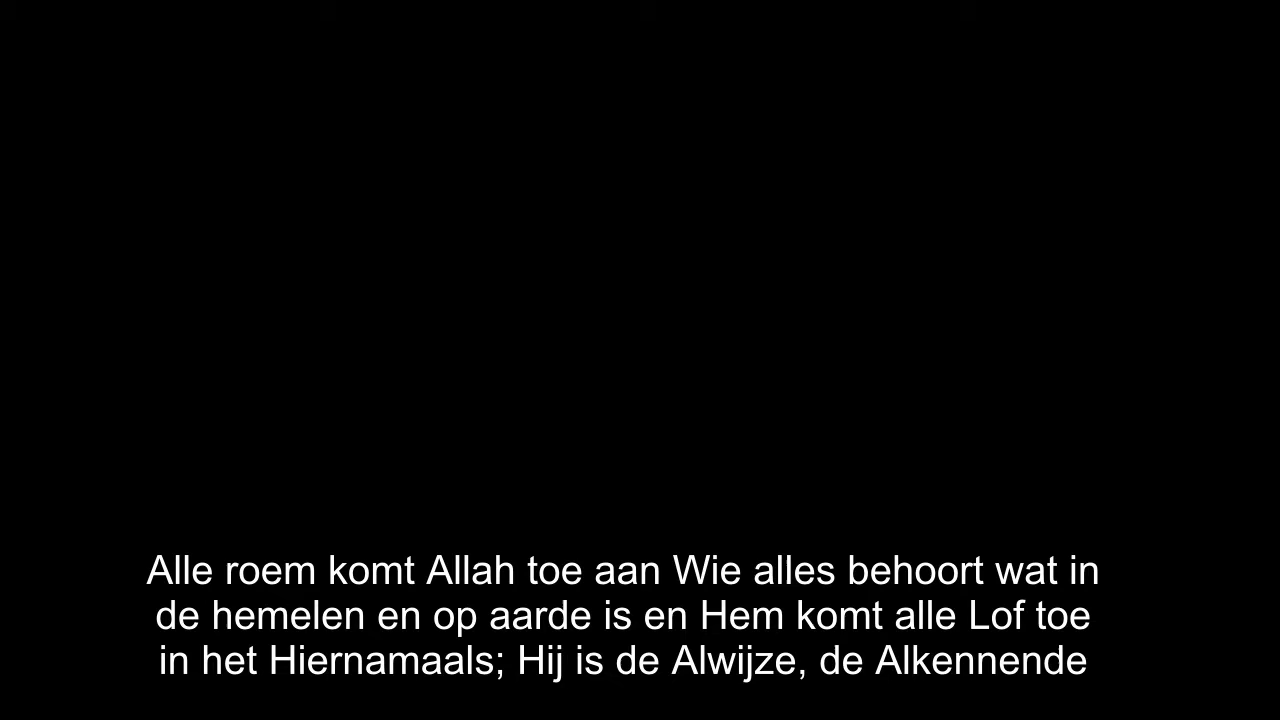 Alle roem komt Allah toe aan Wie alles behoort wat in
de hemelen en op aarde is en Hem komt alle Lof toe
in het Hiernamaals; Hij is de Alwijze, de Alkennende